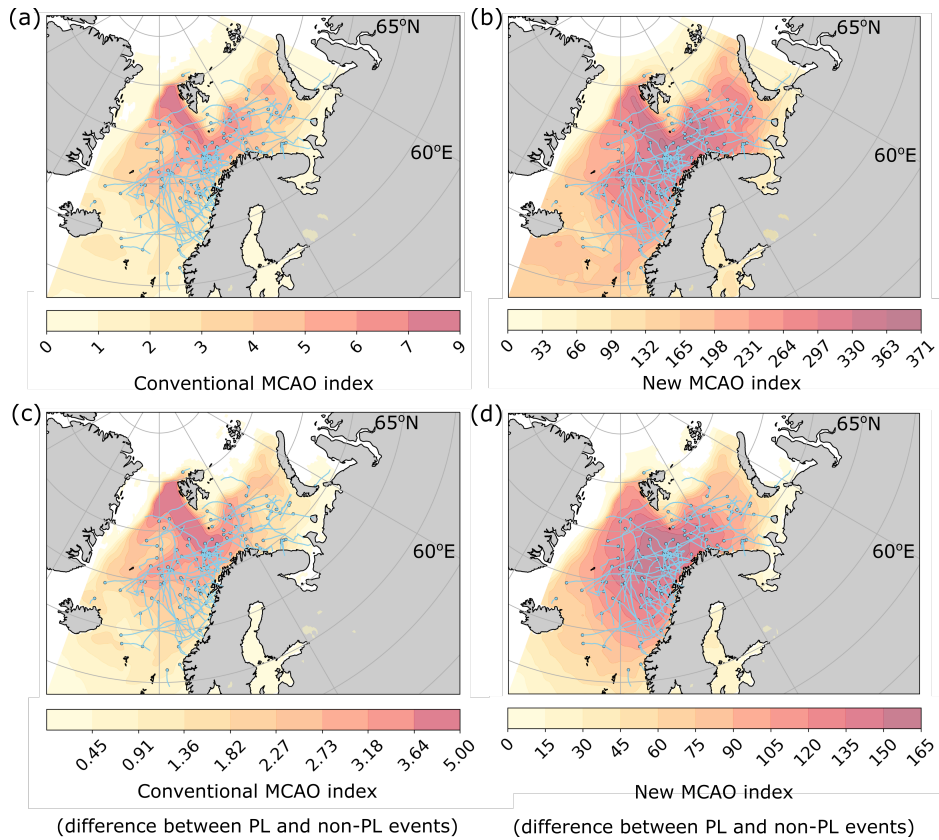 (a)
65°N
60°E
0 1 2 3 4 5 6 7 9
Conventional MCAO index
(b)
65°N
60°E
0 33 66 99 132 165 198 231 264 297 330 363 371
New MCAO index
(c)
65°N
60°E
0.45 0.91 1.36 1.82 2.27 2.73 3.18 3.64 5.00
Conventional MCAO index
(difference between PL and non-PL events)
(d)
65°N
60°E
0 15 30 45 60 75 90 105 120 135 150 165
New MCAO index
(difference between PL and non-PL events)